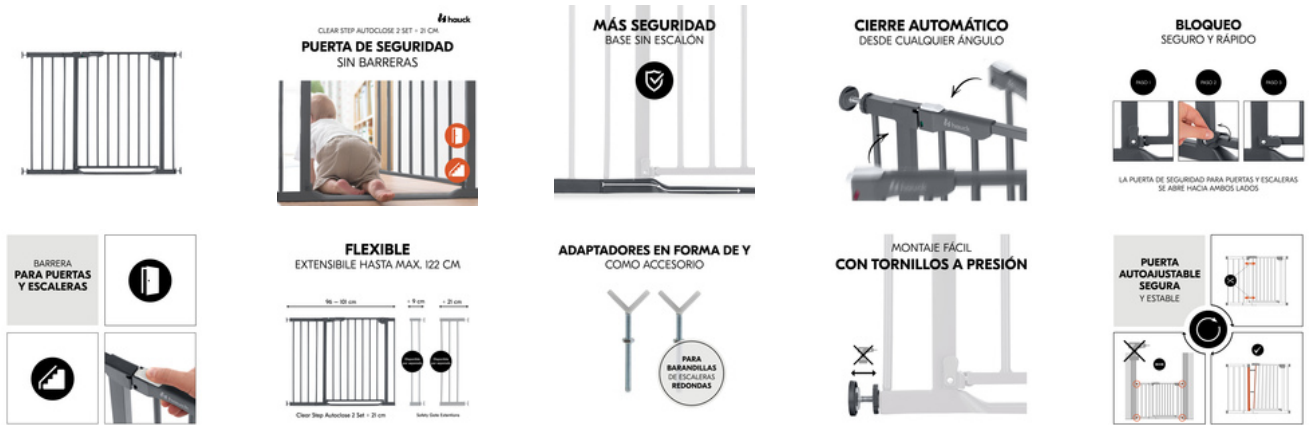 hauck
CLEAR STEP AUTOCLOSE 2 SET + 21 CM
PUERTA DE SEGURIDAD
SIN BARRERAS
MÁS SEGURIDAD
BASE SIN ESCALÓN
CIERRE AUTOMÁTICO
DESDE CUALQUIER ÁNGULO
hauck
hauck
BLOQUEO
SEGURO Y RÁPIDO
PASO 1
PASO 2
PASO 3
LA PUERTA DE SEGURIDAD PARA PUERTAS Y ESCALERAS
SE ABRE HACIA AMBOS LADOS
BARRERA
PARA PUERTAS
Y ESCALERAS
FLEXIBLE
EXTENSIBILE HASTA MAX. 122 CM
96 – 101 cm
+ 9 cm
+ 21 cm
Clear Step Autoclose 2 Set + 21 cm
Safety Gate Extentions
ADAPTADORES EN FORMA DE Y
COMO ACCESORIO
PARA
BARANDILLAS
DE ESCALERAS
REDONDAS
MONTAJE FÁCIL
CON TORNILLOS A PRESIÓN
PUERTA
AUTOAJUSTABLE
SEGURA
Y ESTABLE